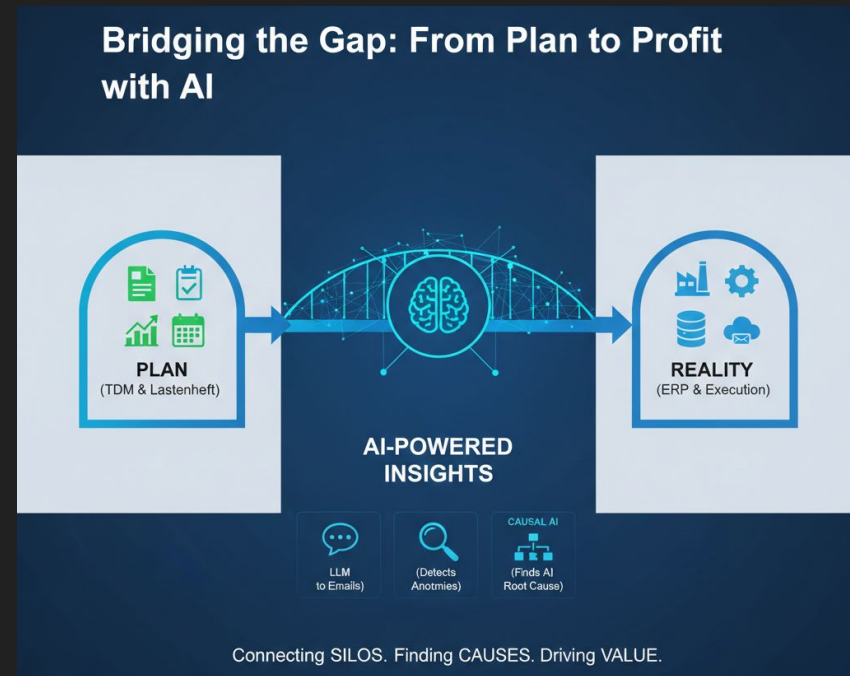 Bridging the Gap: From Plan to Profit
with AI
PLAN
(TDM & Lastenheft)
REALITY
(ERP & Execution)
AI-POWERED
INSIGHTS
LLM
to Emails)
(Detects
Anotmies)
CAUSAL AI
(Finds AI
Root Cause)
Connecting SILOS. Finding CAUSES. Driving VALUE.